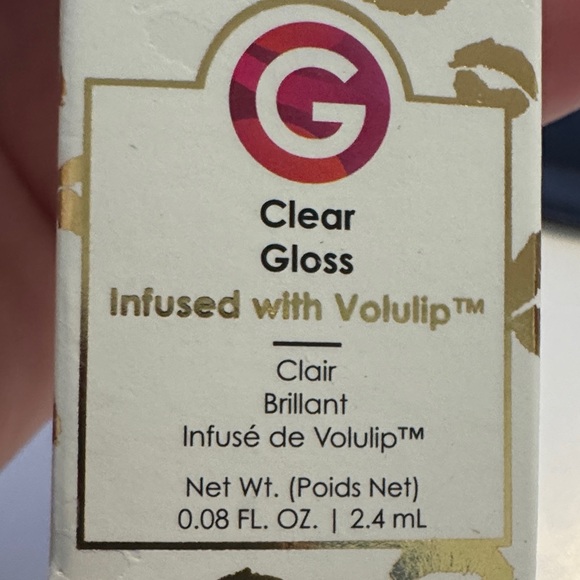 G
Clear
Gloss
Infused with Volulip™
Clair
Brillant
Infusé de Volulip™
Net Wt. (Poids Net)
0.08 FL. OZ. | 2.4 mL